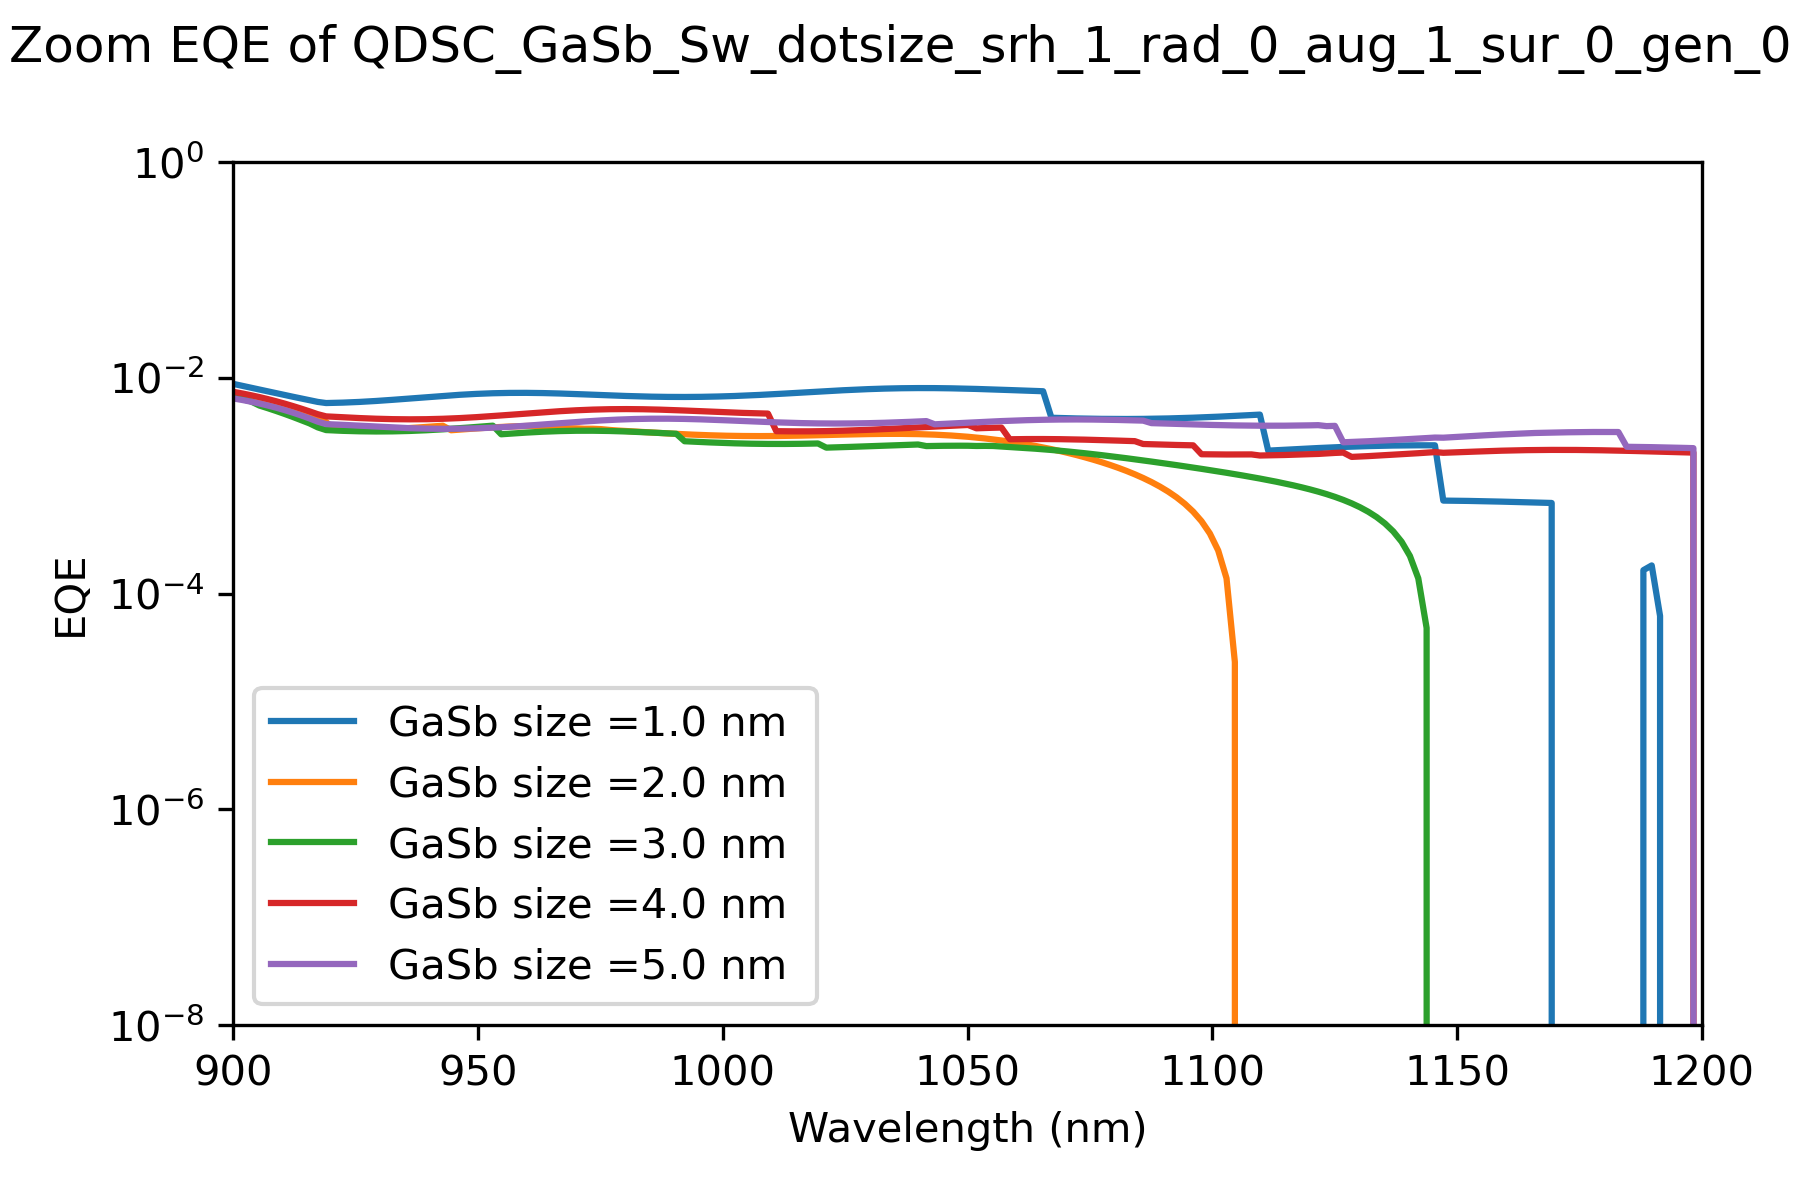 Zoom EQE of QDSC_GaSb_Sw_dotsize_srh_1_rad_0_aug_1_sur_0_gen_0
10⁰
10⁻²
10⁻⁴
10⁻⁶
10⁻⁸
EQE
GaSb size =1.0 nm
GaSb size =2.0 nm
GaSb size =3.0 nm
GaSb size =4.0 nm
GaSb size =5.0 nm
900 950 1000 1050 1100 1150 1200
Wavelength (nm)